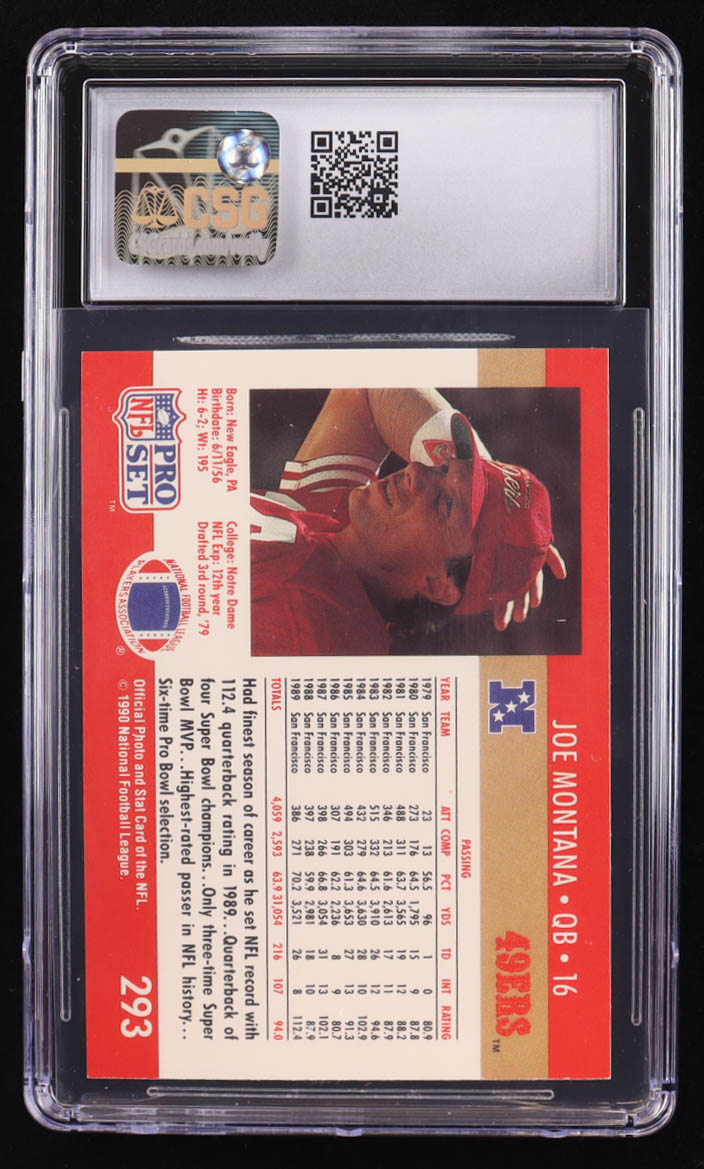 CSG
JOE MONTANA • QB • 16
49ERS™
49ers
N
Born: New Eagle, PA
Birthdate: 6/11/56
Ht: 6-2; Wt: 195
College: Notre Dame
NFL Exp: 12th year
Drafted 3rd round, '79
PASSING
YEAR TEAM ATT COMP PCT YDS TD INT RATING
1979 San Francisco 23 13 56.5 96 1 0 80.9
1980 San Francisco 273 176 64.5 1,795 15 9 87.8
1981 San Francisco 488 311 63.7 3,565 19 12 88.2
1982 San Francisco 346 213 61.6 2,613 17 11 87.9
1983 San Francisco 515 332 64.5 3,910 26 12 94.6
1984 San Francisco 432 279 64.6 3,630 28 10 102.9
1985 San Francisco 494 303 61.3 3,653 27 13 91.3
1986 San Francisco 307 191 62.2 2,236 8 9 80.7
1987 San Francisco 398 266 66.8 3,054 31 13 102.1
1988 San Francisco 397 238 59.9 2,981 18 10 87.9
1989 San Francisco 386 271 70.2 3,521 26 8 112.4
TOTALS 4,059 2,593 63.9 31,054 216 107 94.0
Had finest season of career as he set NFL record with
112.4 quarterback rating in 1989...Quarterback of
four Super Bowl champions...Only three-time Super
Bowl MVP...Highest-rated passer in NFL history...
Six-time Pro Bowl selection.
NFL PRO SET™
NATIONAL FOOTBALL LEAGUE
PLAYERS ASSOCIATION®
Official Photo and Stat Card of the NFL.
© 1990 National Football League.
293